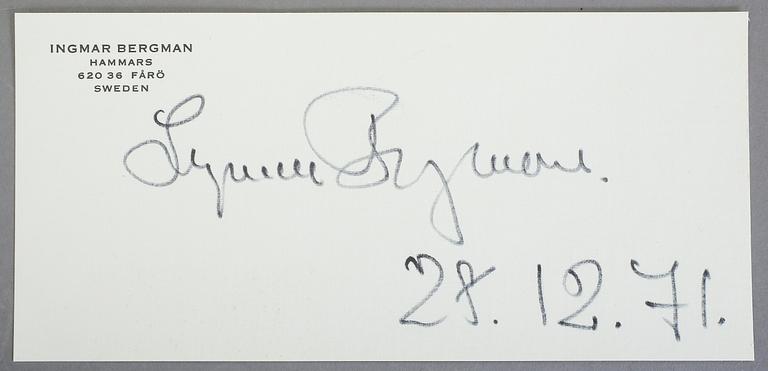 INGMAR BERGMAN
HAMMARS
620 36 FÅRÖ
SWEDEN
Ingmar Bergman.
28.12.71.